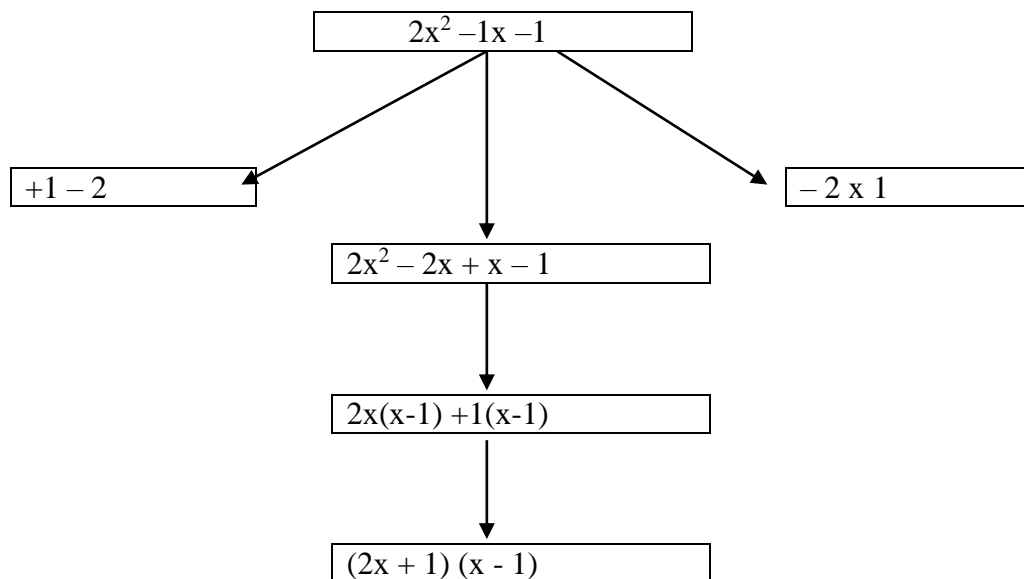 2x² –1x –1
+1 – 2
– 2 x 1
2x² – 2x + x – 1
2x(x-1) +1(x-1)
(2x + 1) (x - 1)